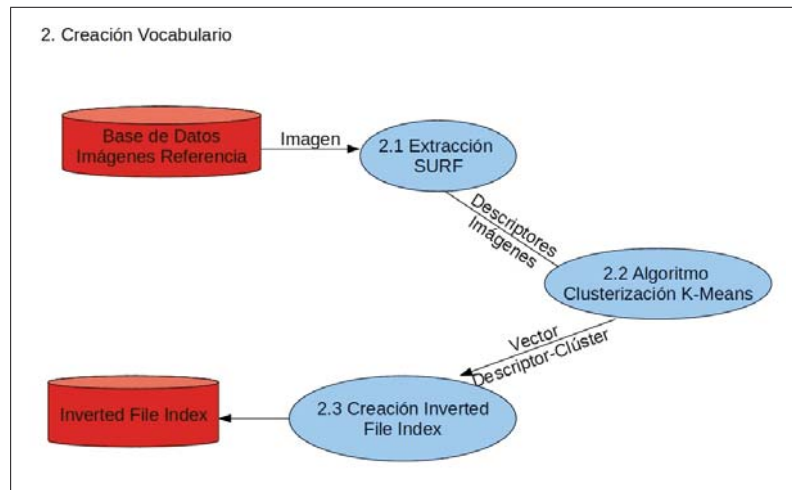 2. Creación Vocabulario
Base de Datos
Imágenes Referencia
Imagen
2.1 Extracción
SURF
Descriptores
Imágenes
2.2 Algoritmo
Clusterización K-Means
Vector
Descriptor-Clúster
2.3 Creación Inverted
File Index
Inverted File Index